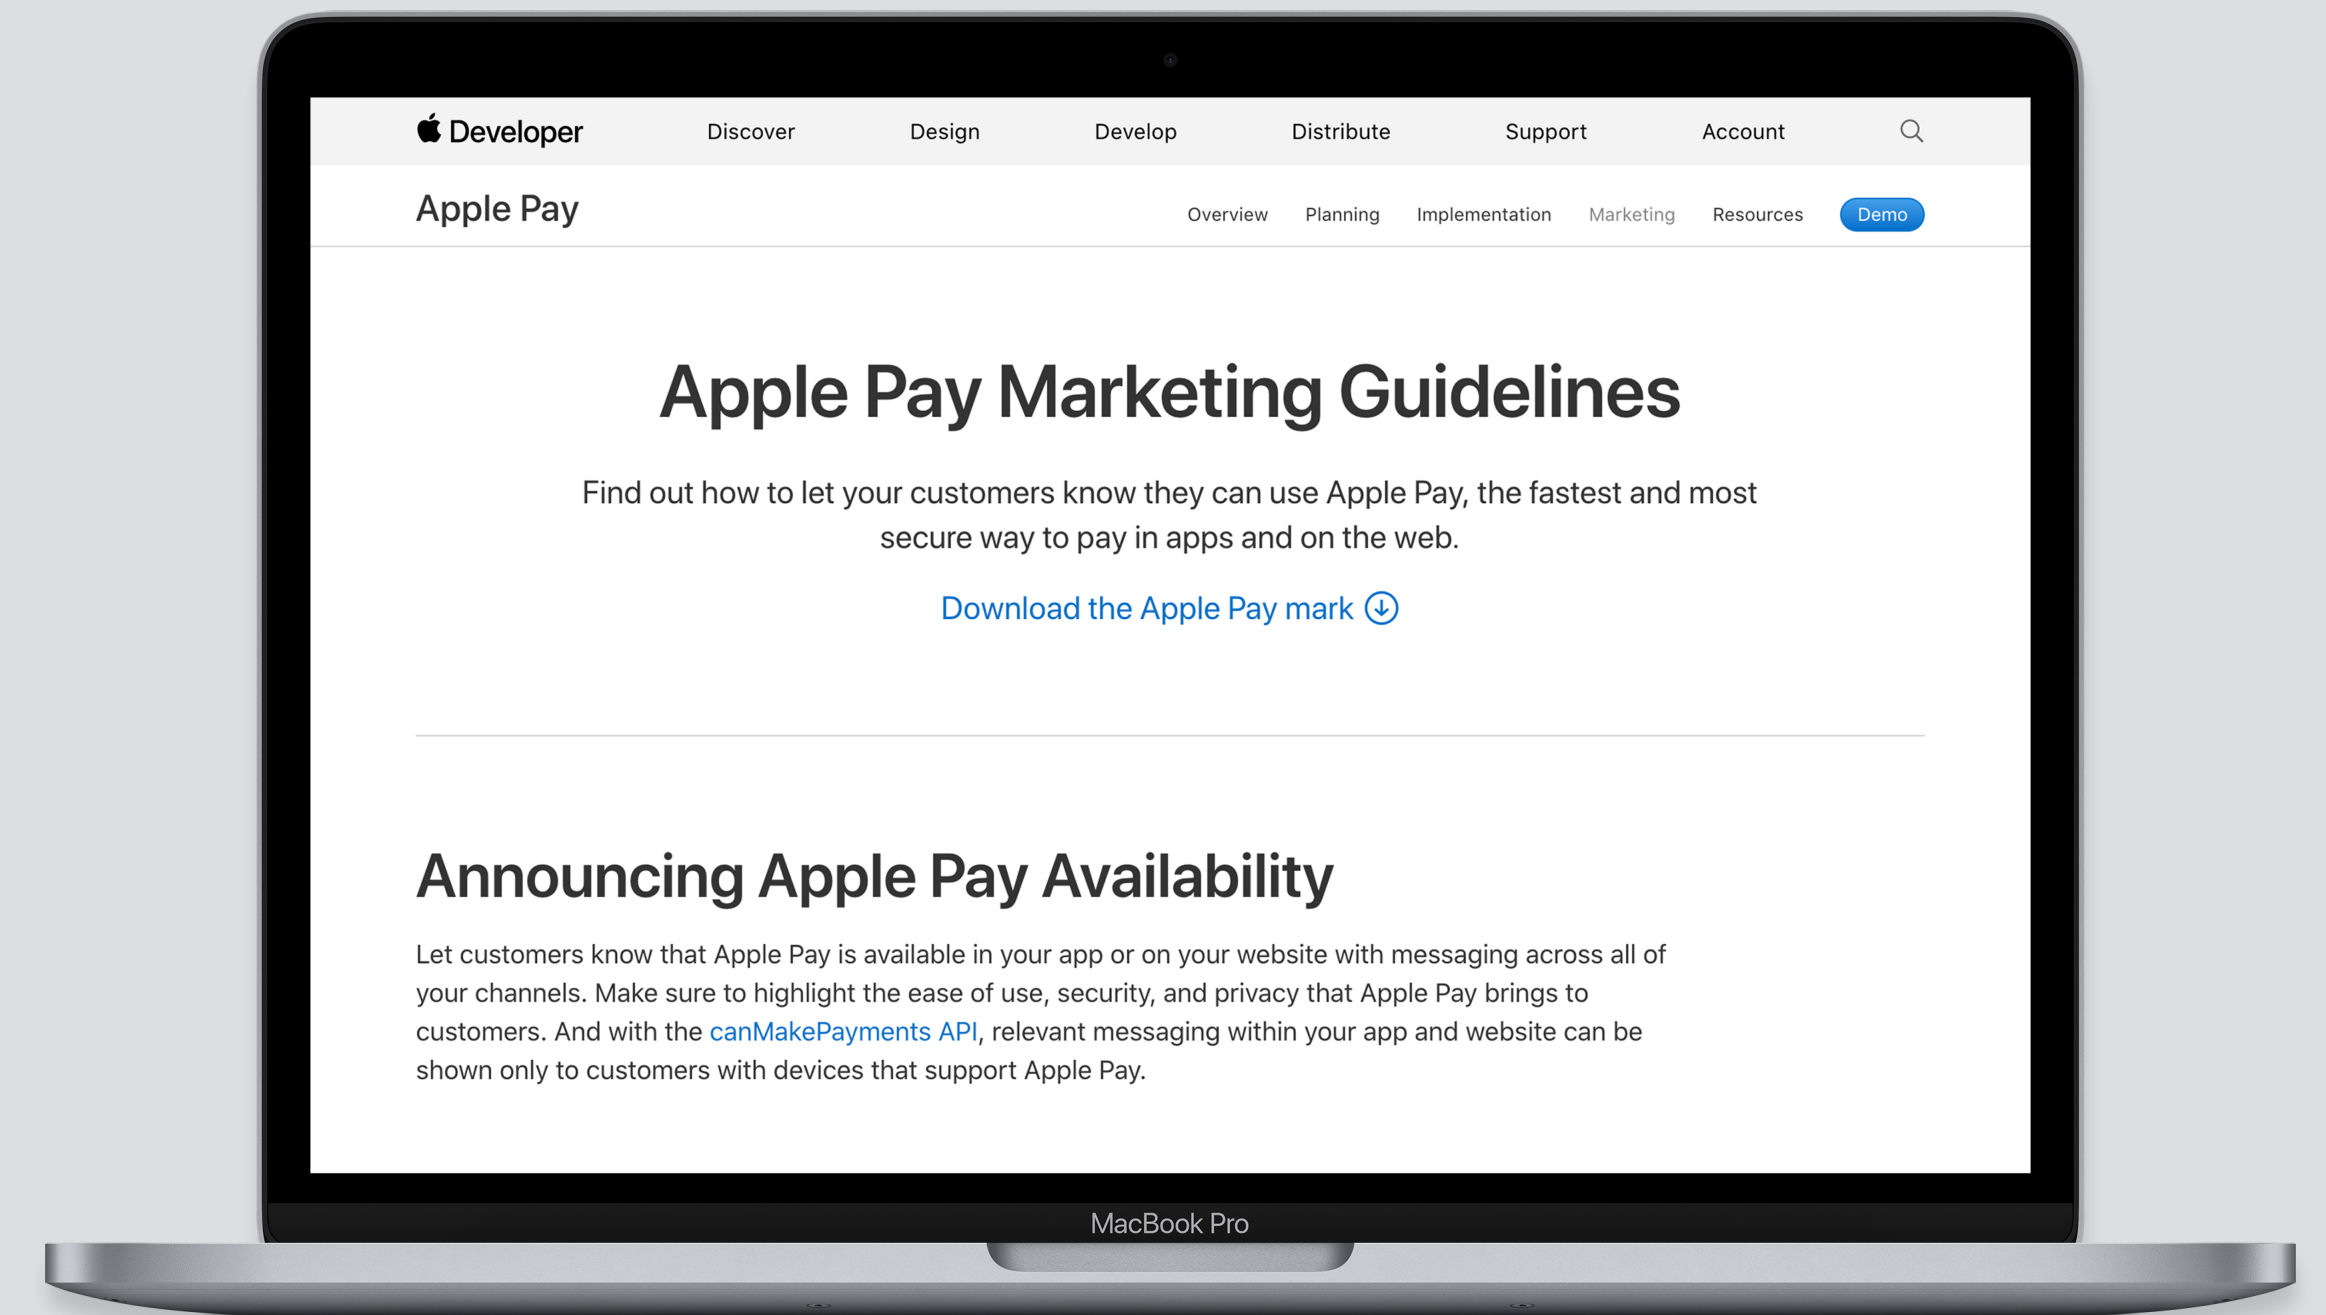 Developer
Discover
Design
Develop
Distribute
Support
Account
Apple Pay
Overview
Planning
Implementation
Marketing
Resources
Demo
Apple Pay Marketing Guidelines
Find out how to let your customers know they can use Apple Pay, the fastest and most
secure way to pay in apps and on the web.
Download the Apple Pay mark
Announcing Apple Pay Availability
Let customers know that Apple Pay is available in your app or on your website with messaging across all of
your channels. Make sure to highlight the ease of use, security, and privacy that Apple Pay brings to
customers. And with the canMakePayments API, relevant messaging within your app and website can be
shown only to customers with devices that support Apple Pay.
MacBook Pro